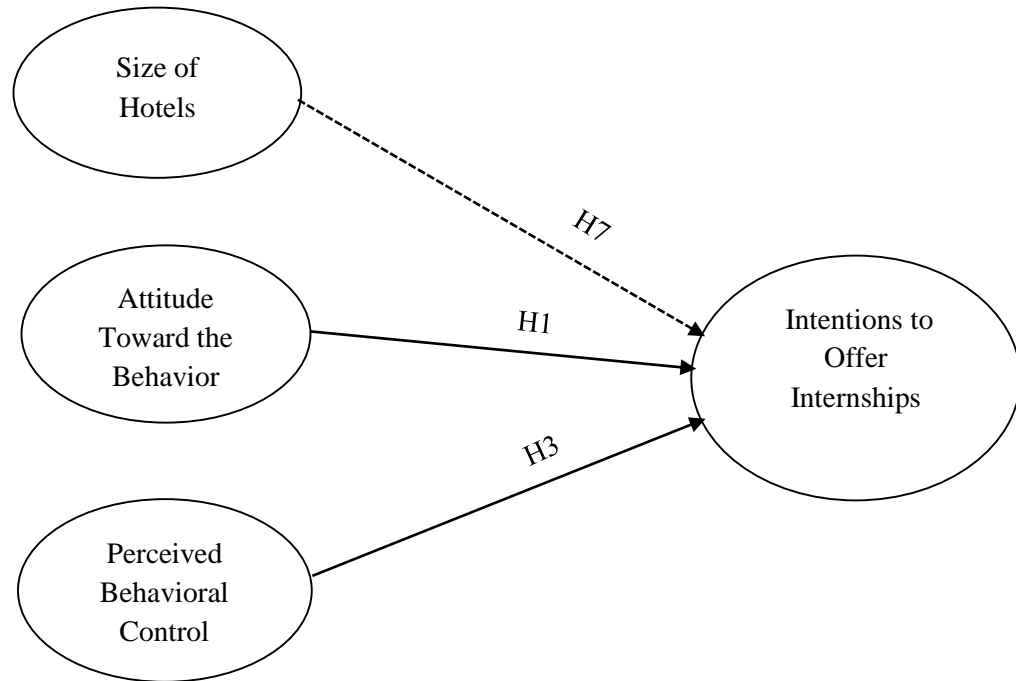 Size of
Hotels
H7
Attitude
Toward the
Behavior
H1
Intentions to
Offer
Internships
H3
Perceived
Behavioral
Control